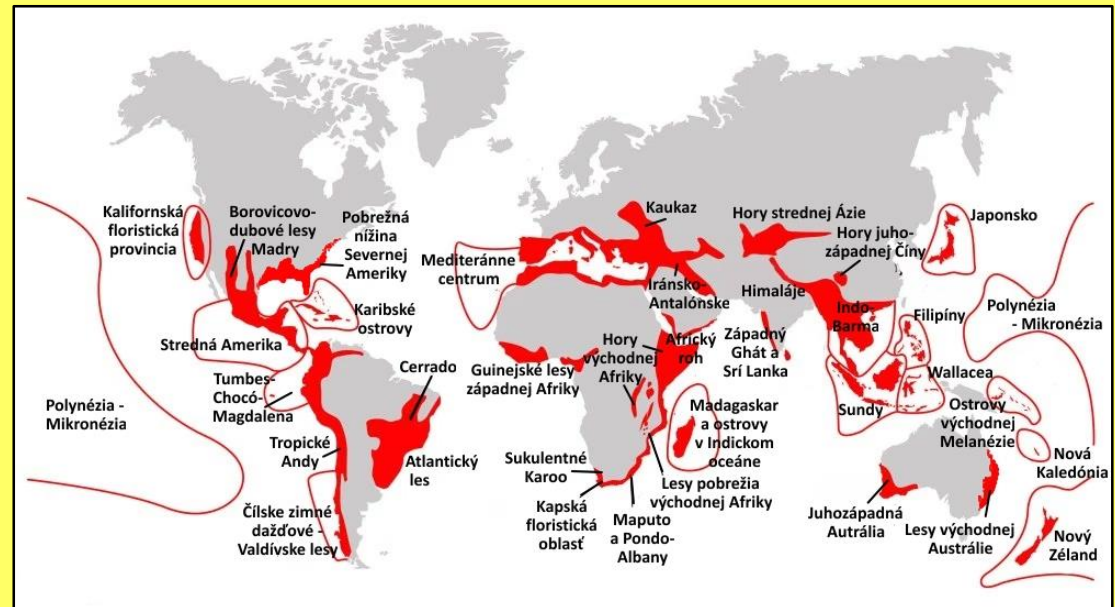 Kalifornská
floristická
provincia
Borovicovo-
dubové lesy
Madry
Pobrežná
nížina
Severnej
Ameriky
Karibské
ostrovy
Stredná Amerika
Tumbes-
Chocó-
Magdalena
Polynézia -
Mikronézia
Tropické
Andy
Cerrado
Atlantický
les
Čílske zimné
dažďové -
Valdívske lesy
Mediteránne
centrum
Kaukaz
Iránsko-
Antalónske
Hory strednej Ázie
Hory juho-
západnej Číny
Japonsko
Himaláje
Indo-
Barma
Filipíny
Polynézia
- Mikronézia
Guinejské lesy
západnej Afriky
Hory
východnej
Afriky
Africký
roh
Západný
Ghát a
Srí Lanka
Wallacea
Sundy
Ostrovy
východnej
Melanézie
Nová
Kaledónia
Madagaskar
a ostrovy
v Indickom
oceáne
Sukulentné
Karoo
Kapská
floristická
oblasť
Maputo
a Pondo-
Albany
Lesy pobrežia
východnej Afriky
Juhozápadná
Autrália
Lesy východnej
Austrálie
Nový
Zéland